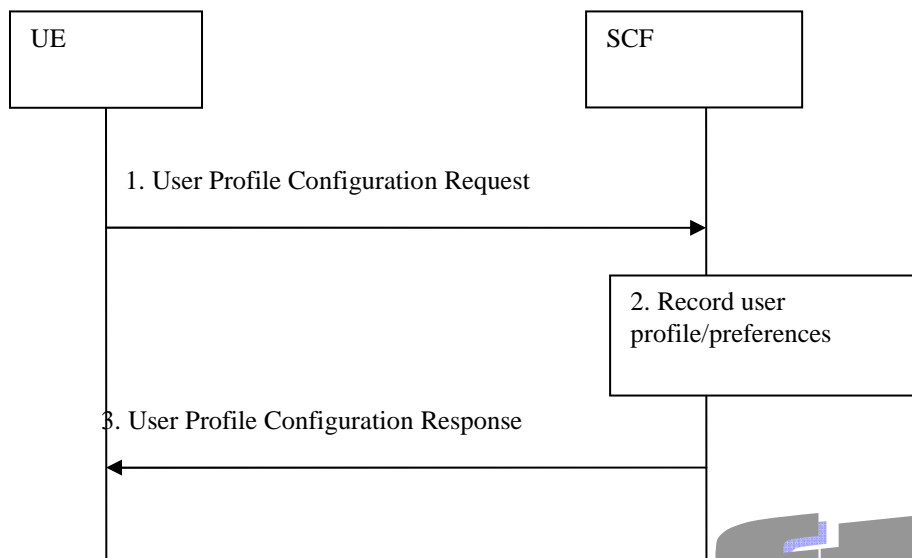 UE
SCF
1. User Profile Configuration Request
2. Record user
profile/preferences
3. User Profile Configuration Response